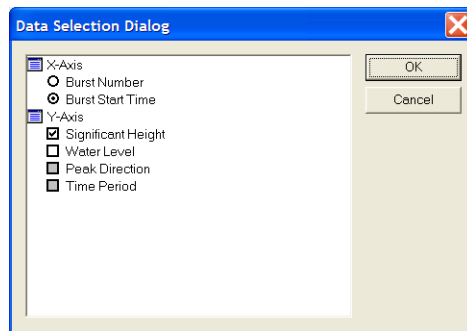 Data Selection Dialog
X-Axis
Burst Number
Burst Start Time
Y-Axis
Significant Height
Water Level
Peak Direction
Time Period
OK
Cancel